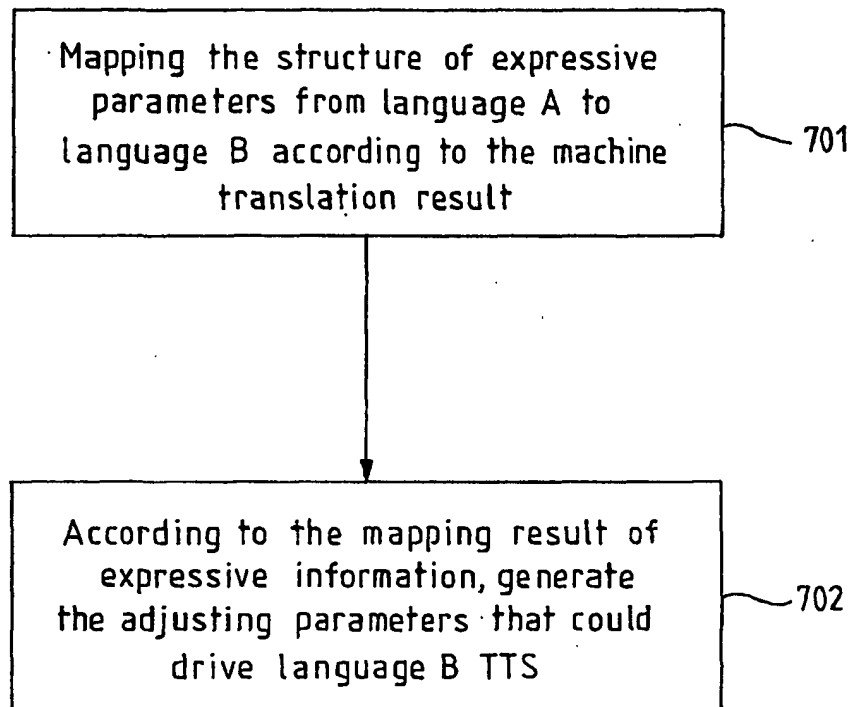 Mapping the structure of expressive
parameters from language A to
language B according to the machine
translation result
701
According to the mapping result of
expressive information, generate
the adjusting parameters that could
drive language B TTS
702